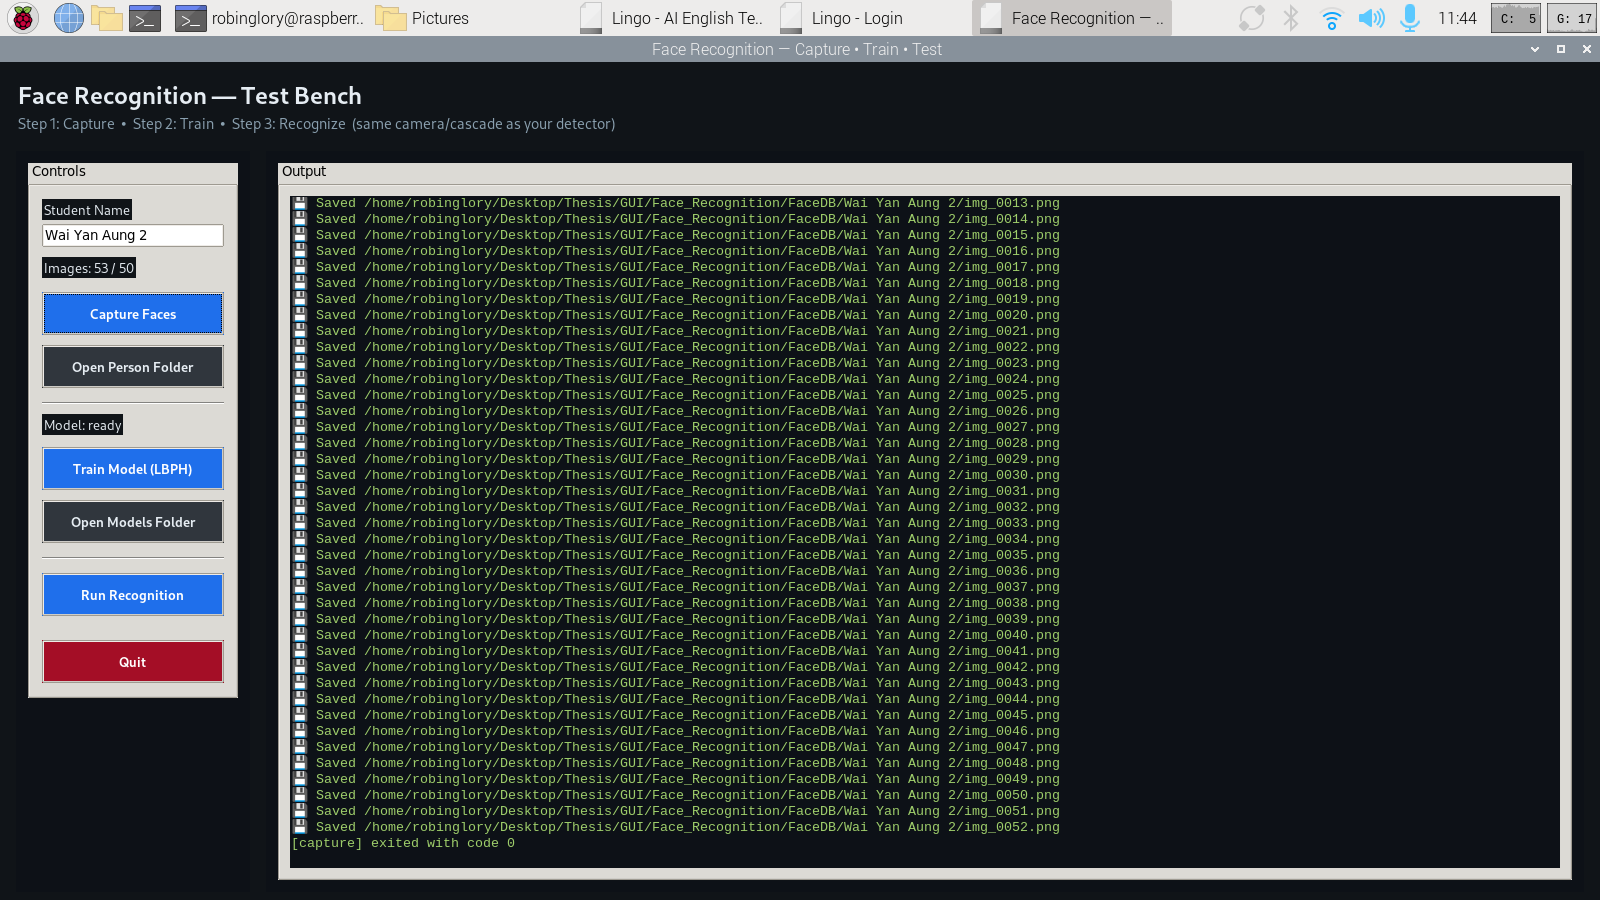 robinglory@raspberr..
Pictures
Lingo - AI English Te..
Lingo - Login
Face Recognition — ..
11:44
C: 5
G: 17
Face Recognition — Capture • Train • Test
Face Recognition — Test Bench
Step 1: Capture • Step 2: Train • Step 3: Recognize (same camera/cascade as your detector)
Controls
Student Name
Wai Yan Aung 2
Images: 53 / 50
Capture Faces
Open Person Folder
Model: ready
Train Model (LBPH)
Open Models Folder
Run Recognition
Quit
Output
Saved /home/robinglory/Desktop/Thesis/GUI/Face_Recognition/FaceDB/Wai Yan Aung 2/img_0013.png
Saved /home/robinglory/Desktop/Thesis/GUI/Face_Recognition/FaceDB/Wai Yan Aung 2/img_0014.png
Saved /home/robinglory/Desktop/Thesis/GUI/Face_Recognition/FaceDB/Wai Yan Aung 2/img_0015.png
Saved /home/robinglory/Desktop/Thesis/GUI/Face_Recognition/FaceDB/Wai Yan Aung 2/img_0016.png
Saved /home/robinglory/Desktop/Thesis/GUI/Face_Recognition/FaceDB/Wai Yan Aung 2/img_0017.png
Saved /home/robinglory/Desktop/Thesis/GUI/Face_Recognition/FaceDB/Wai Yan Aung 2/img_0018.png
Saved /home/robinglory/Desktop/Thesis/GUI/Face_Recognition/FaceDB/Wai Yan Aung 2/img_0019.png
Saved /home/robinglory/Desktop/Thesis/GUI/Face_Recognition/FaceDB/Wai Yan Aung 2/img_0020.png
Saved /home/robinglory/Desktop/Thesis/GUI/Face_Recognition/FaceDB/Wai Yan Aung 2/img_0021.png
Saved /home/robinglory/Desktop/Thesis/GUI/Face_Recognition/FaceDB/Wai Yan Aung 2/img_0022.png
Saved /home/robinglory/Desktop/Thesis/GUI/Face_Recognition/FaceDB/Wai Yan Aung 2/img_0023.png
Saved /home/robinglory/Desktop/Thesis/GUI/Face_Recognition/FaceDB/Wai Yan Aung 2/img_0024.png
Saved /home/robinglory/Desktop/Thesis/GUI/Face_Recognition/FaceDB/Wai Yan Aung 2/img_0025.png
Saved /home/robinglory/Desktop/Thesis/GUI/Face_Recognition/FaceDB/Wai Yan Aung 2/img_0026.png
Saved /home/robinglory/Desktop/Thesis/GUI/Face_Recognition/FaceDB/Wai Yan Aung 2/img_0027.png
Saved /home/robinglory/Desktop/Thesis/GUI/Face_Recognition/FaceDB/Wai Yan Aung 2/img_0028.png
Saved /home/robinglory/Desktop/Thesis/GUI/Face_Recognition/FaceDB/Wai Yan Aung 2/img_0029.png
Saved /home/robinglory/Desktop/Thesis/GUI/Face_Recognition/FaceDB/Wai Yan Aung 2/img_0030.png
Saved /home/robinglory/Desktop/Thesis/GUI/Face_Recognition/FaceDB/Wai Yan Aung 2/img_0031.png
Saved /home/robinglory/Desktop/Thesis/GUI/Face_Recognition/FaceDB/Wai Yan Aung 2/img_0032.png
Saved /home/robinglory/Desktop/Thesis/GUI/Face_Recognition/FaceDB/Wai Yan Aung 2/img_0033.png
Saved /home/robinglory/Desktop/Thesis/GUI/Face_Recognition/FaceDB/Wai Yan Aung 2/img_0034.png
Saved /home/robinglory/Desktop/Thesis/GUI/Face_Recognition/FaceDB/Wai Yan Aung 2/img_0035.png
Saved /home/robinglory/Desktop/Thesis/GUI/Face_Recognition/FaceDB/Wai Yan Aung 2/img_0036.png
Saved /home/robinglory/Desktop/Thesis/GUI/Face_Recognition/FaceDB/Wai Yan Aung 2/img_0037.png
Saved /home/robinglory/Desktop/Thesis/GUI/Face_Recognition/FaceDB/Wai Yan Aung 2/img_0038.png
Saved /home/robinglory/Desktop/Thesis/GUI/Face_Recognition/FaceDB/Wai Yan Aung 2/img_0039.png
Saved /home/robinglory/Desktop/Thesis/GUI/Face_Recognition/FaceDB/Wai Yan Aung 2/img_0040.png
Saved /home/robinglory/Desktop/Thesis/GUI/Face_Recognition/FaceDB/Wai Yan Aung 2/img_0041.png
Saved /home/robinglory/Desktop/Thesis/GUI/Face_Recognition/FaceDB/Wai Yan Aung 2/img_0042.png
Saved /home/robinglory/Desktop/Thesis/GUI/Face_Recognition/FaceDB/Wai Yan Aung 2/img_0043.png
Saved /home/robinglory/Desktop/Thesis/GUI/Face_Recognition/FaceDB/Wai Yan Aung 2/img_0044.png
Saved /home/robinglory/Desktop/Thesis/GUI/Face_Recognition/FaceDB/Wai Yan Aung 2/img_0045.png
Saved /home/robinglory/Desktop/Thesis/GUI/Face_Recognition/FaceDB/Wai Yan Aung 2/img_0046.png
Saved /home/robinglory/Desktop/Thesis/GUI/Face_Recognition/FaceDB/Wai Yan Aung 2/img_0047.png
Saved /home/robinglory/Desktop/Thesis/GUI/Face_Recognition/FaceDB/Wai Yan Aung 2/img_0048.png
Saved /home/robinglory/Desktop/Thesis/GUI/Face_Recognition/FaceDB/Wai Yan Aung 2/img_0049.png
Saved /home/robinglory/Desktop/Thesis/GUI/Face_Recognition/FaceDB/Wai Yan Aung 2/img_0050.png
Saved /home/robinglory/Desktop/Thesis/GUI/Face_Recognition/FaceDB/Wai Yan Aung 2/img_0051.png
Saved /home/robinglory/Desktop/Thesis/GUI/Face_Recognition/FaceDB/Wai Yan Aung 2/img_0052.png
[capture] exited with code 0